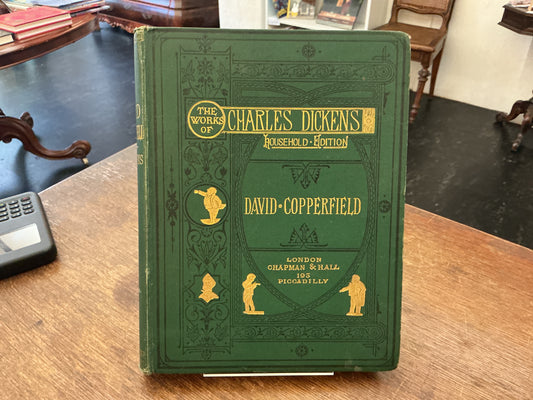 THE
WORKS
OF
CHARLES DICKENS
HOUSEHOLD · EDITION
DAVID · COPPERFIELD
LONDON
CHAPMAN & HALL
193
PICCADILLY